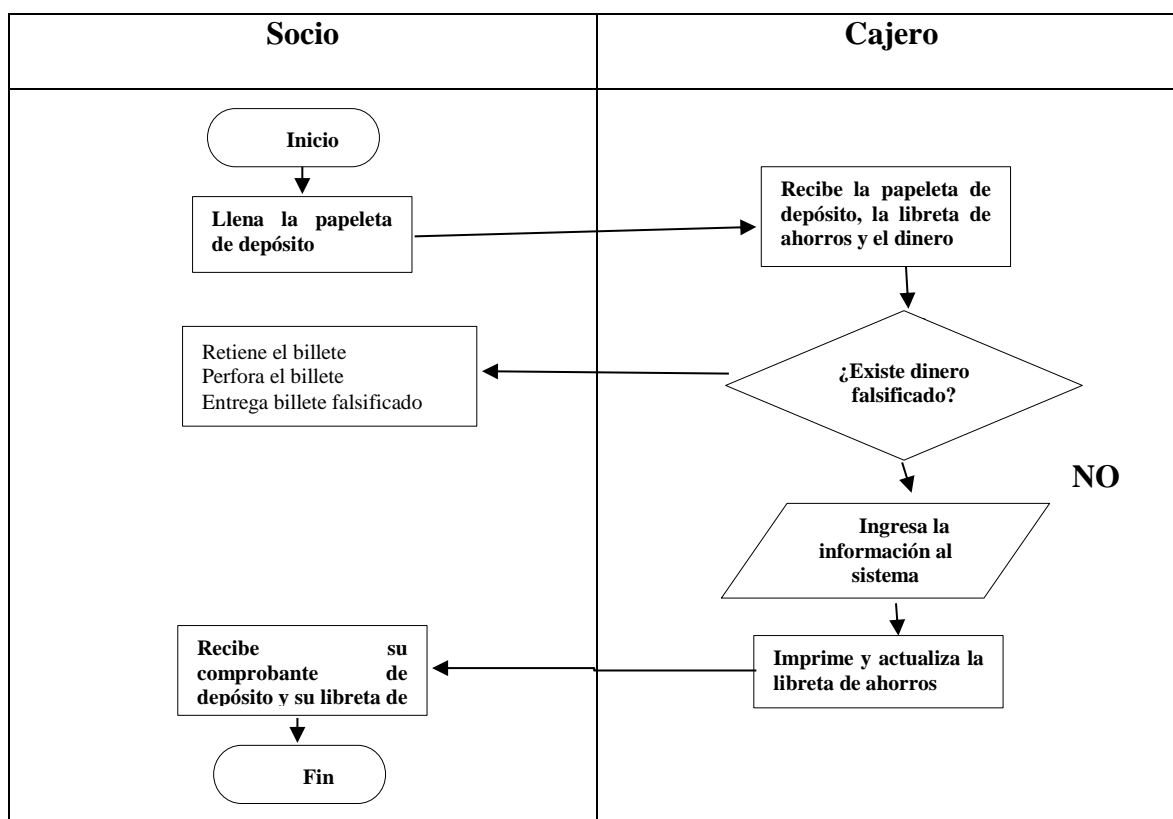 Socio
Cajero
Inicio
Llena la papeleta
de depósito
Recibe la papeleta de
depósito, la libreta de
ahorros y el dinero
Retiene el billete
Perfora el billete
Entrega billete falsificado
¿Existe dinero
falsificado?
NO
Ingresa la
información al
sistema
Recibe su
comprobante de
depósito y su libreta de
Imprime y actualiza la
libreta de ahorros
Fin